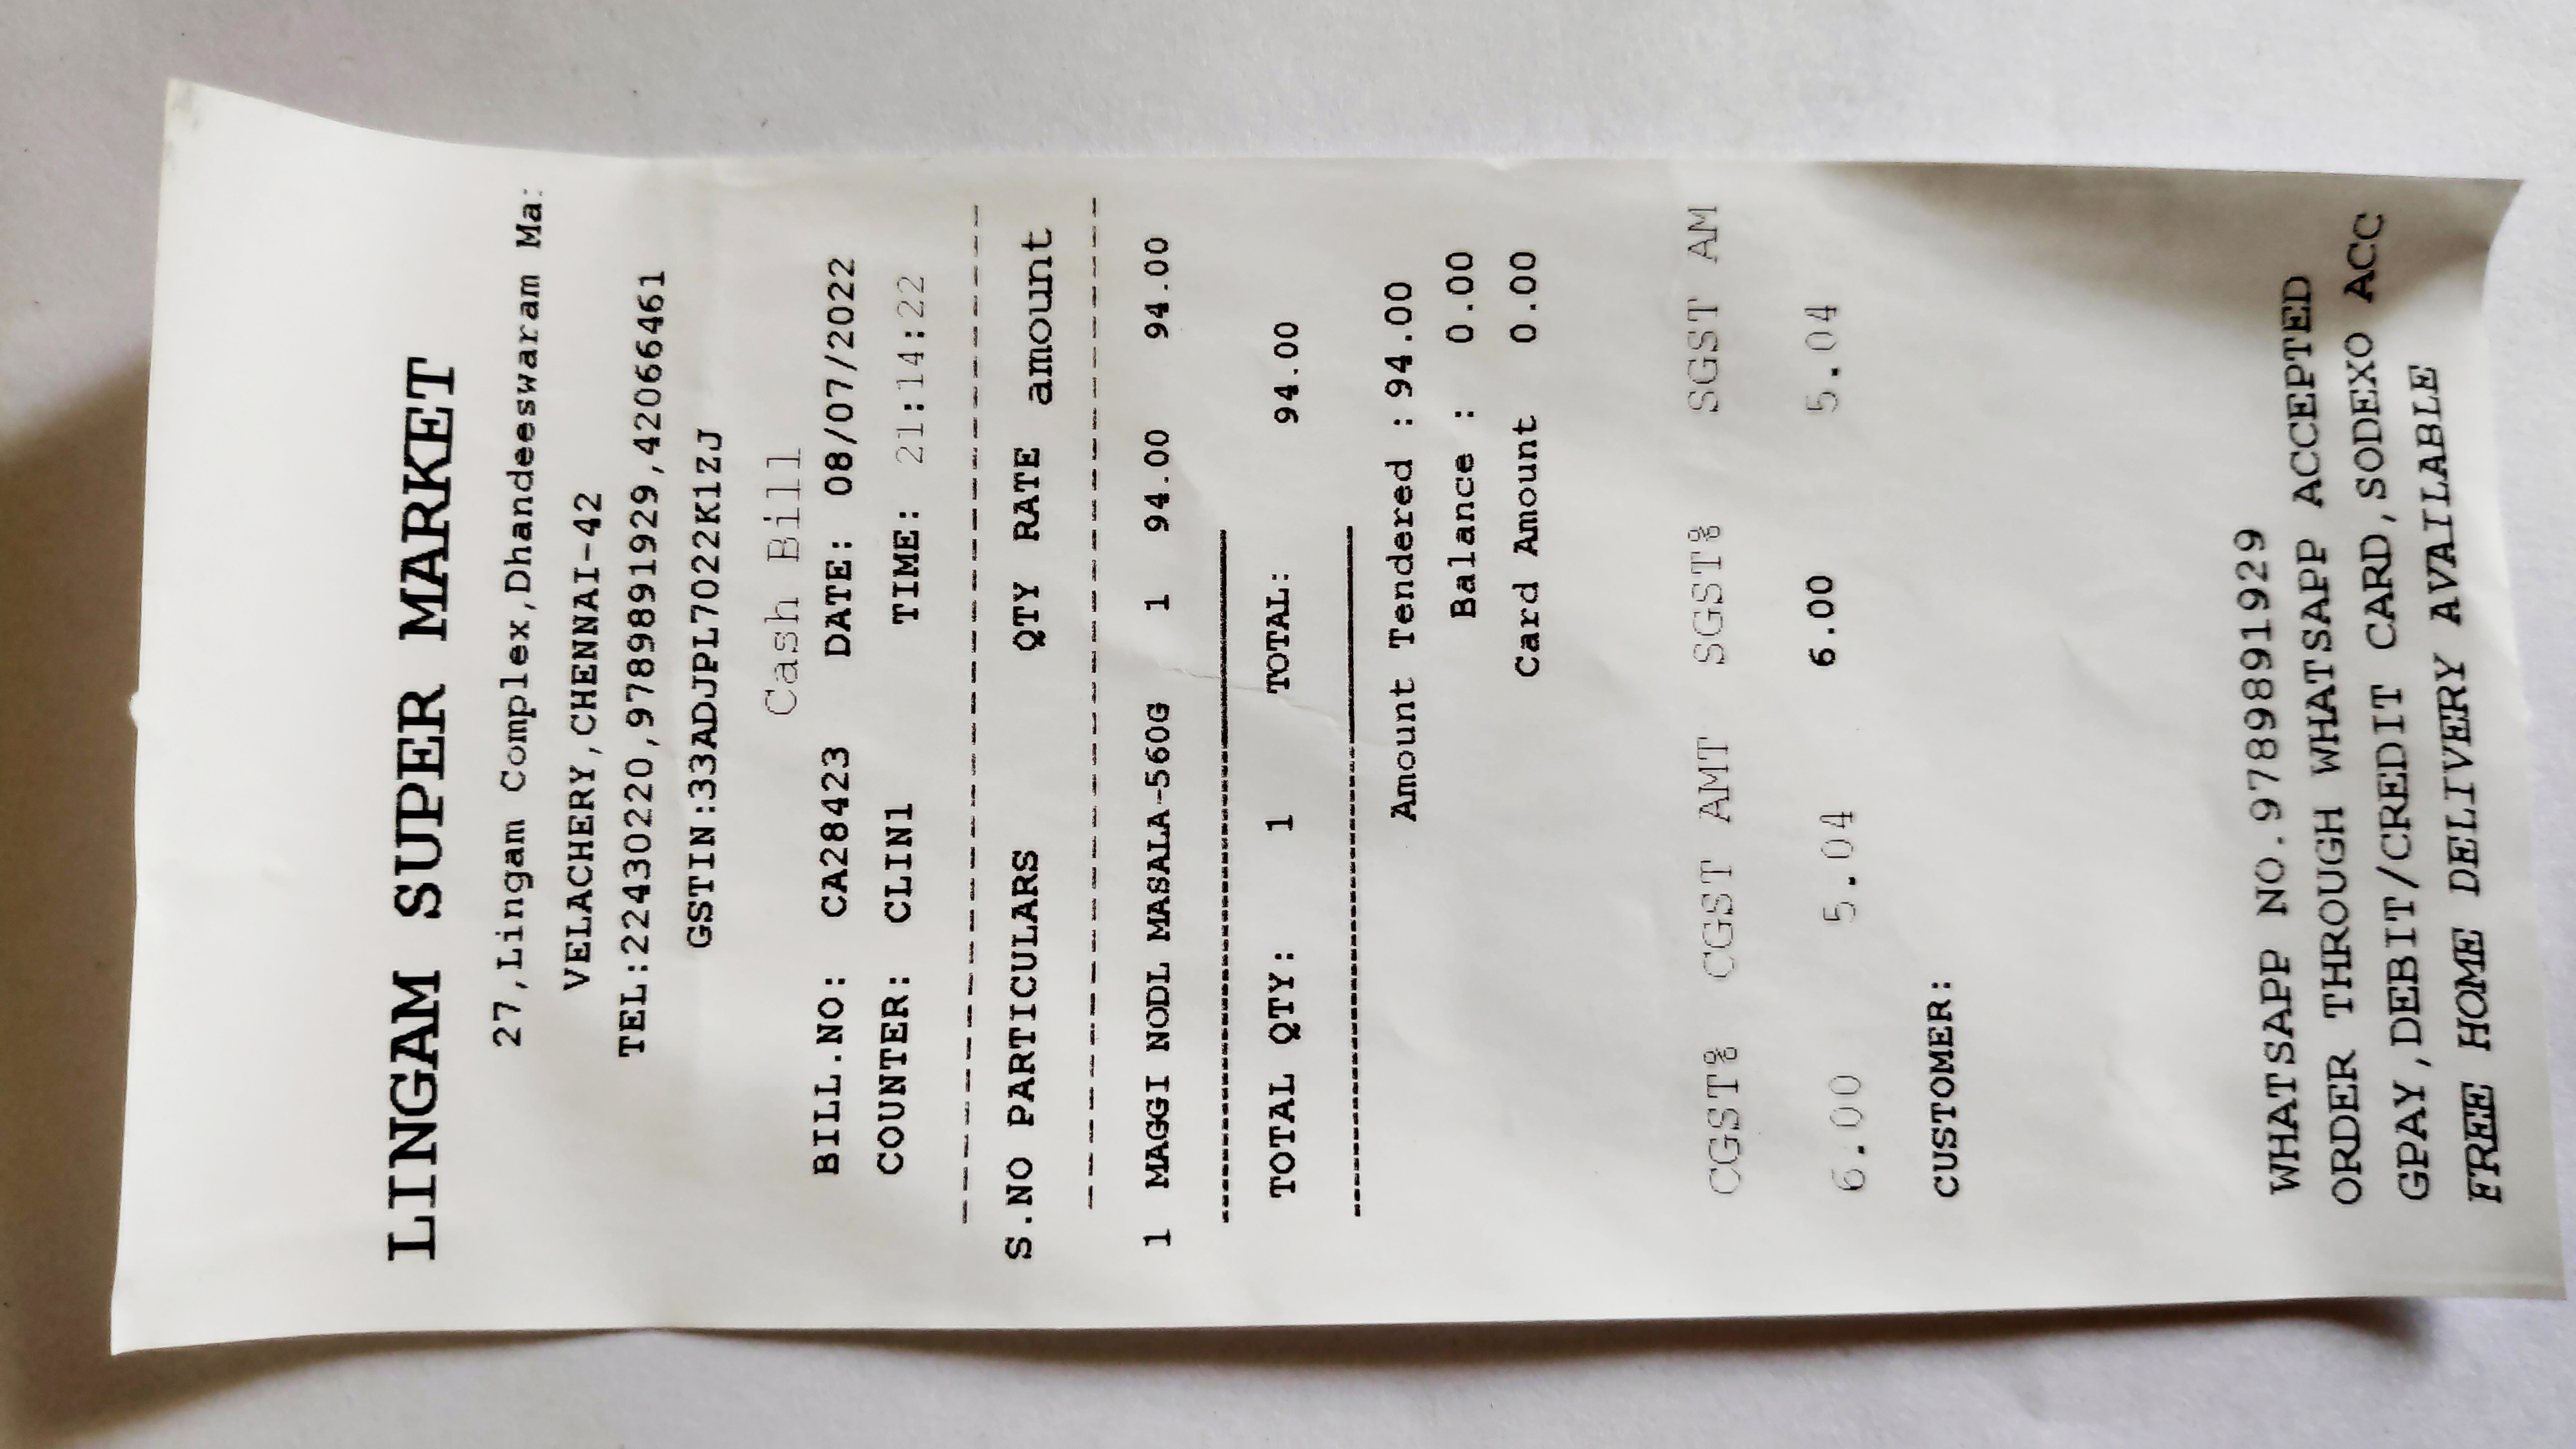 LINGAM SUPER MARKET
27,Lingam Complex,Dhandeeswaram
VELACHERY,CHENNAI-42
TEL:22430220,9789891929,42066461
GSTIN:33ADJPL7022K1ZJ
Cash Bill
BILL.NO: CA28423 DATE: 08/07/2022
COUNTER: CLIN1 TIME: 21:14:22
S.NO PARTICULARS QTY RATE amount
1 MAGGI NODL MASALA-560G 1 94.00 94.00
TOTAL QTY: 1 TOTAL: 94.00
Amount Tendered : 94.00
Balance : 0.00
Card Amount 0.00
CGST% CGST AMT SGST% SGST AM
6.00 5.04 6.00 5.04
CUSTOMER:
WHATSAPP NO.9789891929
ORDER THROUGH WHATSAPP ACCEPTED
GPAY,DEBIT/CREDIT CARD,SODEXO ACC
FREE HOME DELIVERY AVAILABLE